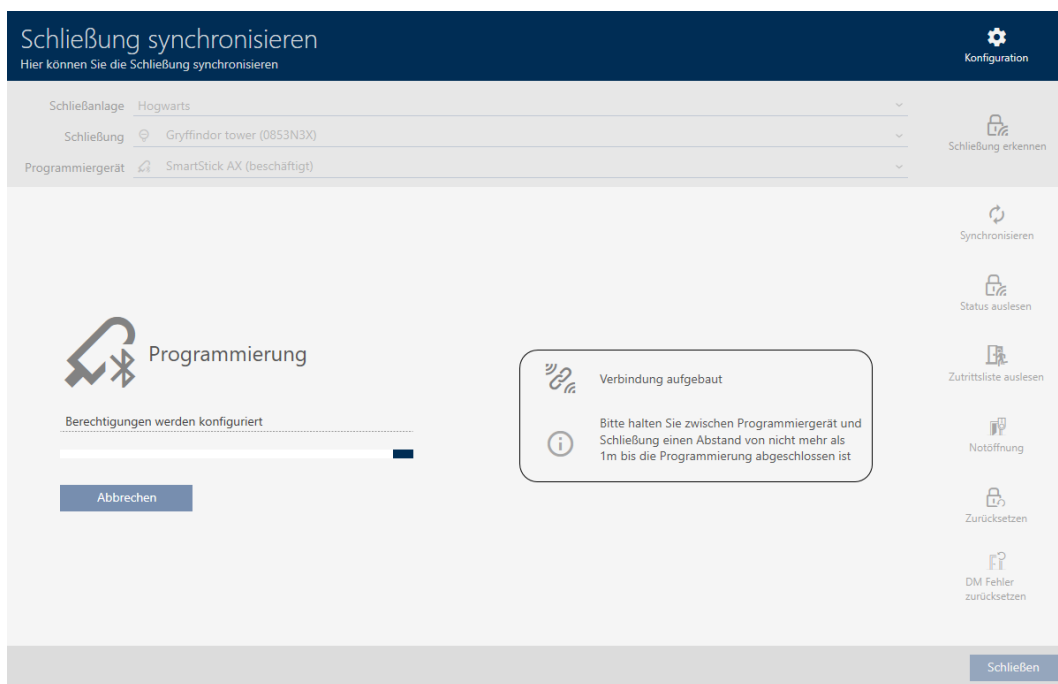 Schließung synchronisieren
Hier können Sie die Schließung synchronisieren
Konfiguration
Schließanlage Hogwarts
Schließung Gryffindor tower (0853N3X)
Programmiergerät SmartStick AX (beschäftigt)
Schließung erkennen
Synchronisieren
Status auslesen
Zutrittsliste auslesen
Notöffnung
Zurücksetzen
DM Fehler
zurücksetzen
Programmierung
Berechtigungen werden konfiguriert
Abbrechen
Verbindung aufgebaut
Bitte halten Sie zwischen Programmiergerät und
Schließung einen Abstand von nicht mehr als
1m bis die Programmierung abgeschlossen ist
Schließen